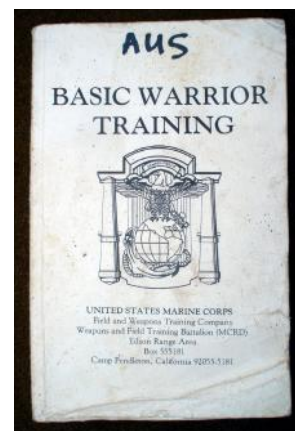 AUS
BASIC WARRIOR
TRAINING
UNITED STATES MARINE CORPS
Field and Weapons Training Company
Weapons and Field Training Battalion (MCRD)
Edson Range Area
Box 555181
Camp Pendleton, California 92055-5181